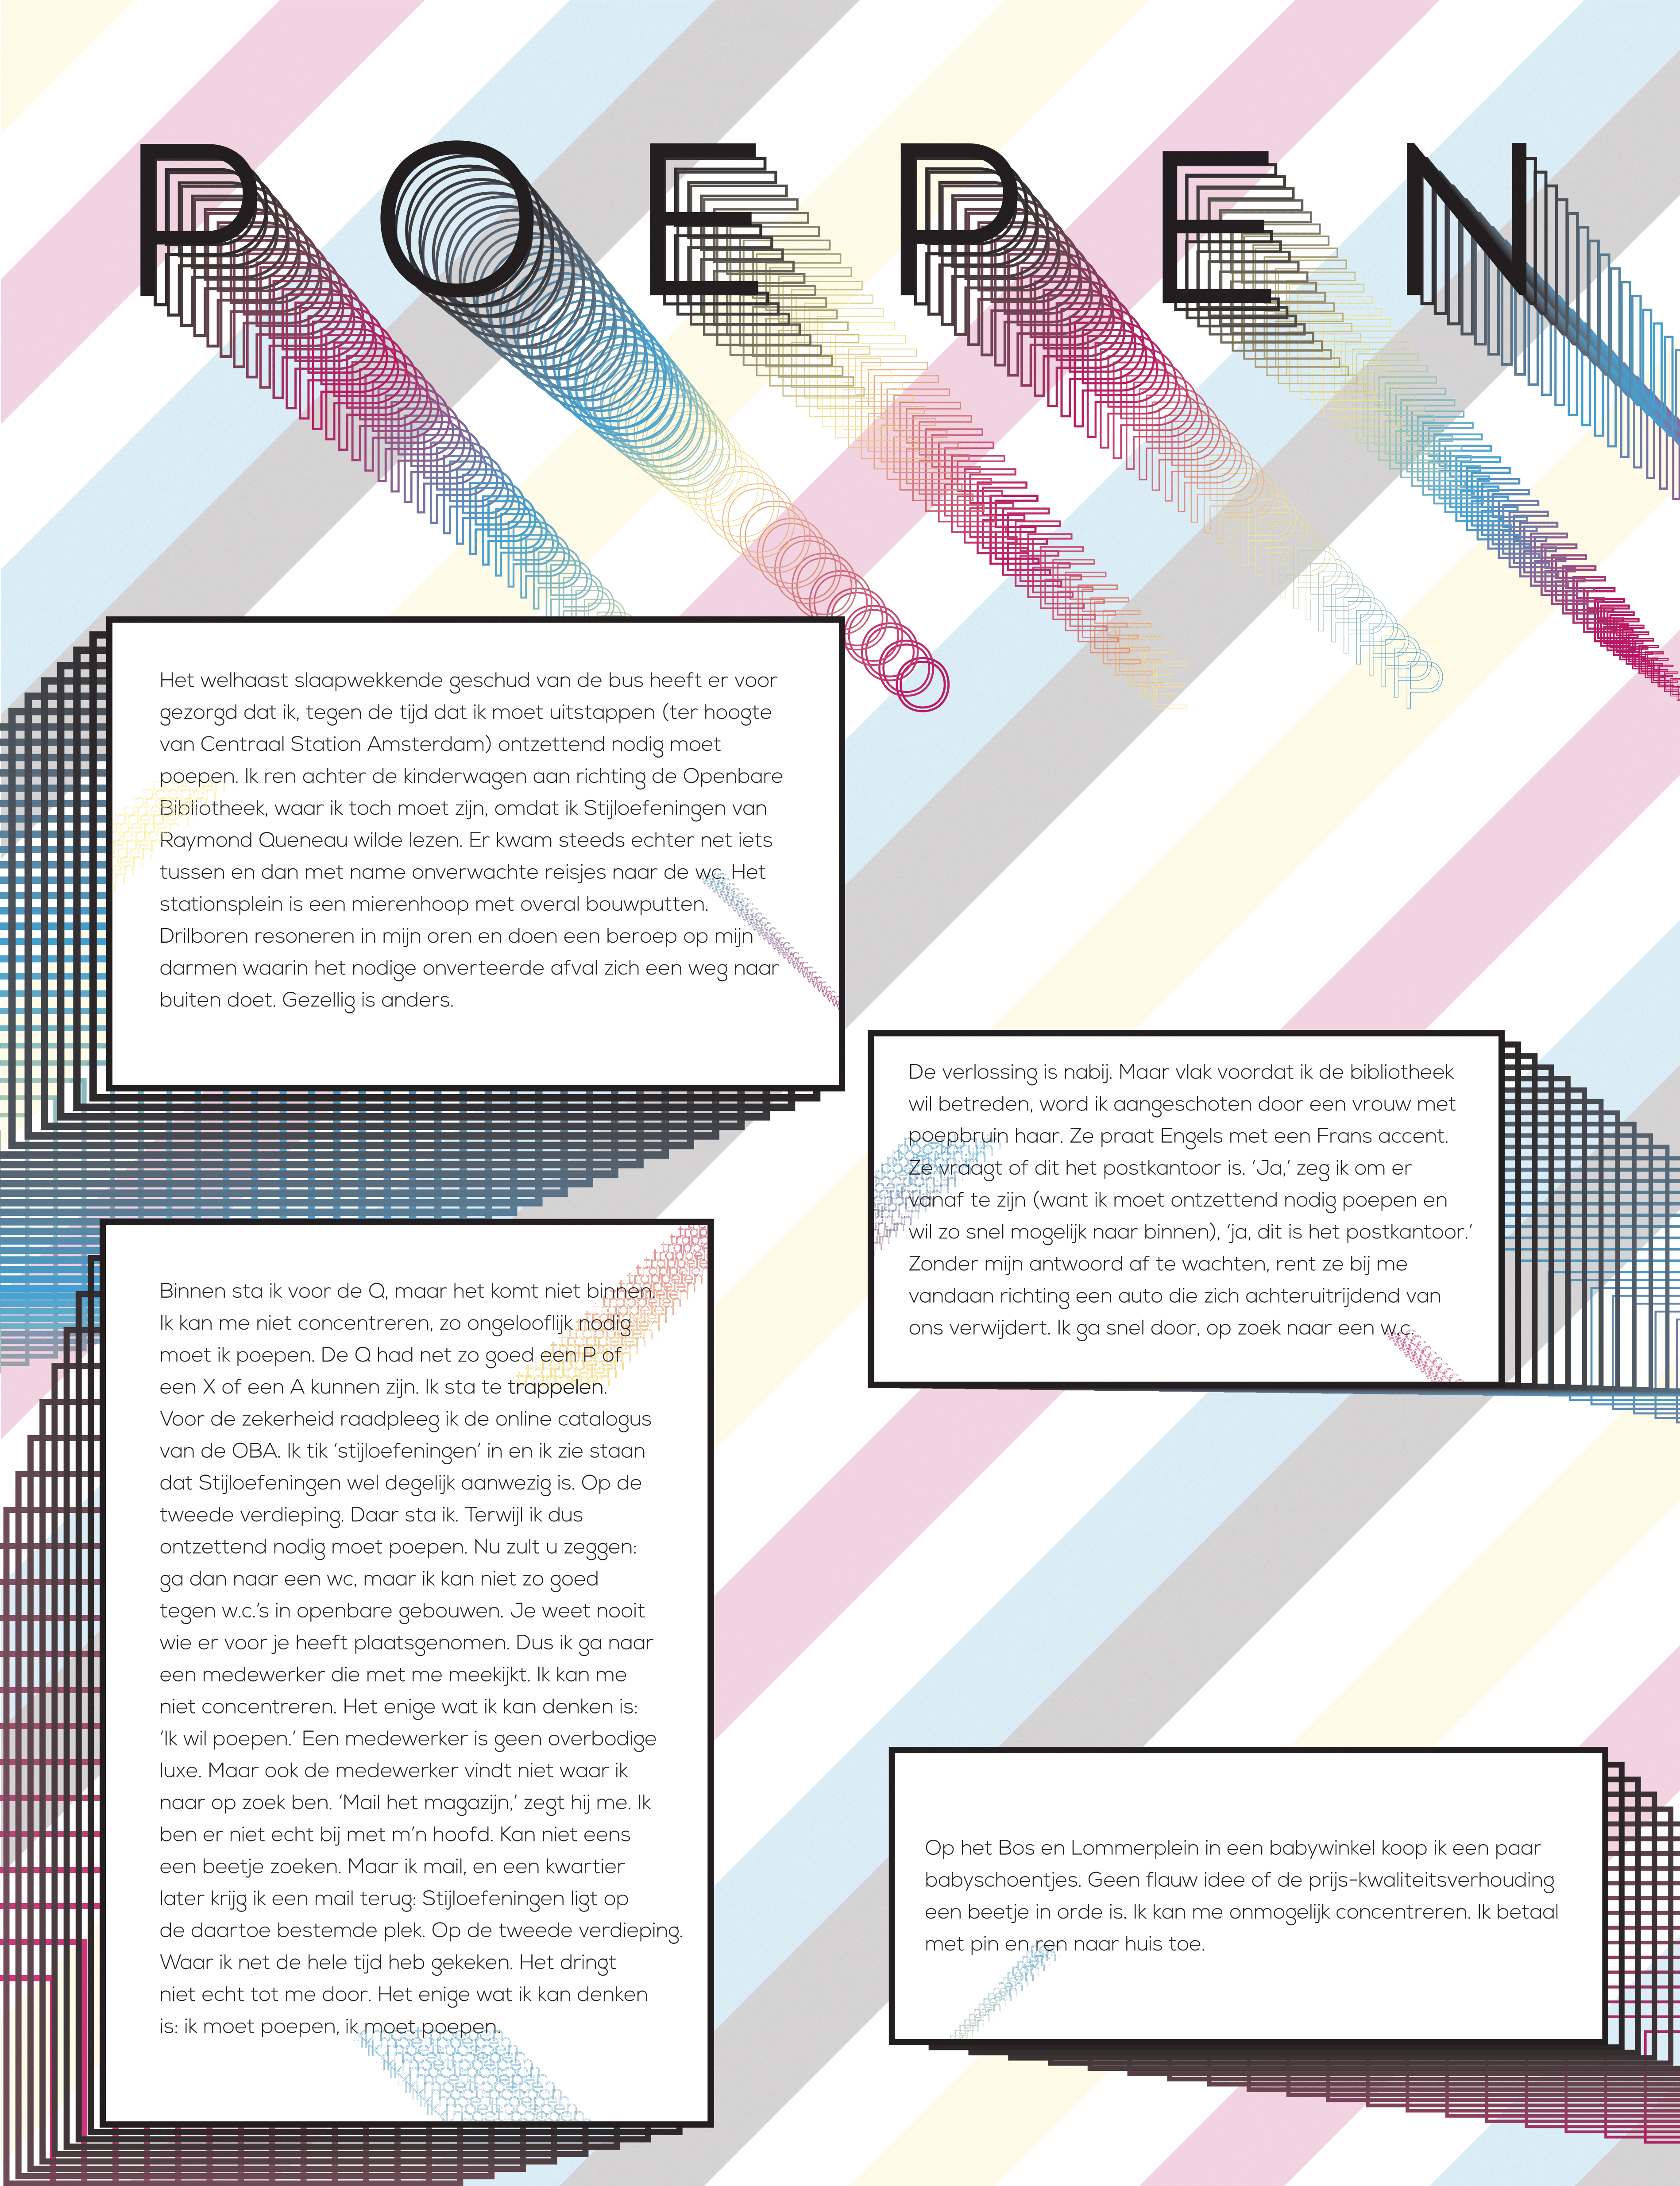 POEPEN
Het welhaast slaapwekkende geschud van de bus heeft er voor
gezorgd dat ik, tegen de tijd dat ik moet uitstappen (ter hoogte
van Centraal Station Amsterdam) ontzettend nodig moet
poepen. Ik ren achter de kinderwagen aan richting de Openbare
Bibliotheek, waar ik toch moet zijn, omdat ik Stijloefeningen van
Raymond Queneau wilde lezen. Er kwam steeds echter net iets
tussen en dan met name onverwachte reisjes naar de wc. Het
stationsplein is een mierenhoop met overal bouwputten.
Drilboren resoneren in mijn oren en doen een beroep op mijn
darmen waarin het nodige onverteerde afval zich een weg naar
buiten doet. Gezellig is anders.
De verlossing is nabij. Maar vlak voordat ik de bibliotheek
wil betreden, word ik aangeschoten door een vrouw met
poepbruin haar. Ze praat Engels met een Frans accent.
Ze vraagt of dit het postkantoor is. ‘Ja,’ zeg ik om er
vanaf te zijn (want ik moet ontzettend nodig poepen en
wil zo snel mogelijk naar binnen), ‘ja, dit is het postkantoor.’
Zonder mijn antwoord af te wachten, rent ze bij me
vandaan richting een auto die zich achteruitrijdend van
ons verwijdert. Ik ga snel door, op zoek naar een w.c.
Binnen sta ik voor de Q, maar het komt niet binnen.
Ik kan me niet concentreren, zo ongelooflijk nodig
moet ik poepen. De Q had net zo goed een P of
een X of een A kunnen zijn. Ik sta te trappelen.
Voor de zekerheid raadpleeg ik de online catalogus
van de OBA. Ik tik ‘stijloefeningen’ in en ik zie staan
dat Stijloefeningen wel degelijk aanwezig is. Op de
tweede verdieping. Daar sta ik. Terwijl ik dus
ontzettend nodig moet poepen. Nu zult u zeggen:
ga dan naar een wc, maar ik kan niet zo goed
tegen w.c.’s in openbare gebouwen. Je weet nooit
wie er voor je heeft plaatsgenomen. Dus ik ga naar
een medewerker die met me meekijkt. Ik kan me
niet concentreren. Het enige wat ik kan denken is:
‘Ik wil poepen.’ Een medewerker is geen overbodige
luxe. Maar ook de medewerker vindt niet waar ik
naar op zoek ben. ‘Mail het magazijn,’ zegt hij me. Ik
ben er niet echt bij met m’n hoofd. Kan niet eens
een beetje zoeken. Maar ik mail, en een kwartier
later krijg ik een mail terug: Stijloefeningen ligt op
de daartoe bestemde plek. Op de tweede verdieping.
Waar ik net de hele tijd heb gekeken. Het dringt
niet echt tot me door. Het enige wat ik kan denken
is: ik moet poepen, ik moet poepen.
Op het Bos en Lommerplein in een babywinkel koop ik een paar
babyschoentjes. Geen flauw idee of de prijs-kwaliteitsverhouding
een beetje in orde is. Ik kan me onmogelijk concentreren. Ik betaal
met pin en ren naar huis toe.